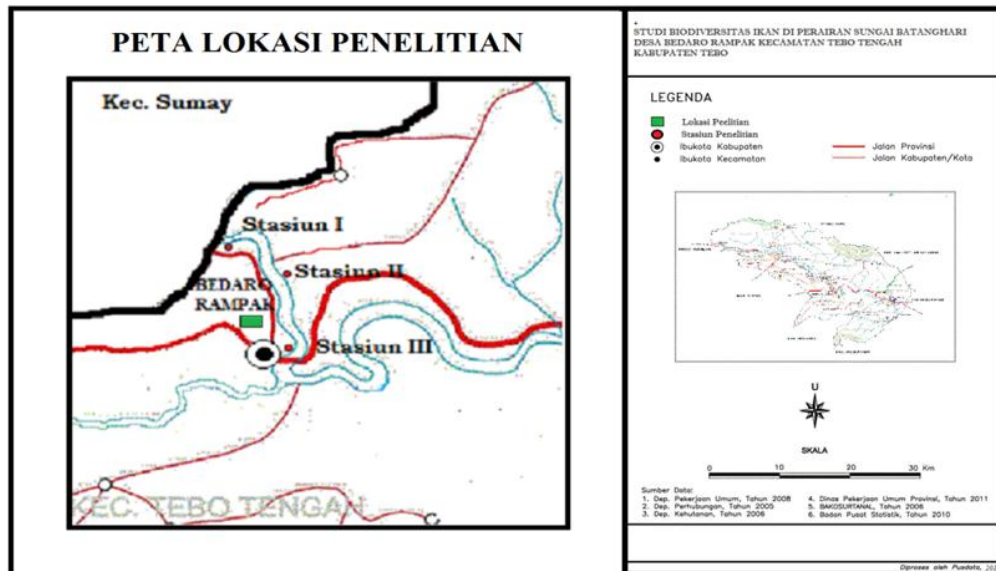 PETA LOKASI PENELITIAN
Kec. Sumay
Stasiun I
Stasiun II
BEDARO
RAMPAK
Stasiun III
KEC. TEBO TENGAH
STUDI BIODIVERSITAS IKAN DI PERAIRAN SUNGAI BATANGHARI
DESA BEDARO RAMPAK KECAMATAN TEBO TENGAH
KABUPATEN TEBO
LEGENDA
Lokasi Peelitian
Stasiun Penelitian
Ibukota Kabupaten
Ibukota Kecamatan
Jalan Provinsi
Jalan Kabupaten/Kota
U
SKALA
0 10 20 30 Km
Sumber Data:
1. Dep. Pekerjaan Umum, Tahun 2008
2. Dep. Perhubungan, Tahun 2005
3. Dep. Kehutanan, Tahun 2006
4. Dinas Pekerjaan Umum Provinsi, Tahun 2011
5. BAKOSURTANAL, Tahun 2006
6. Badan Pusat Statistik, Tahun 2010
Diproses oleh Pusdata,